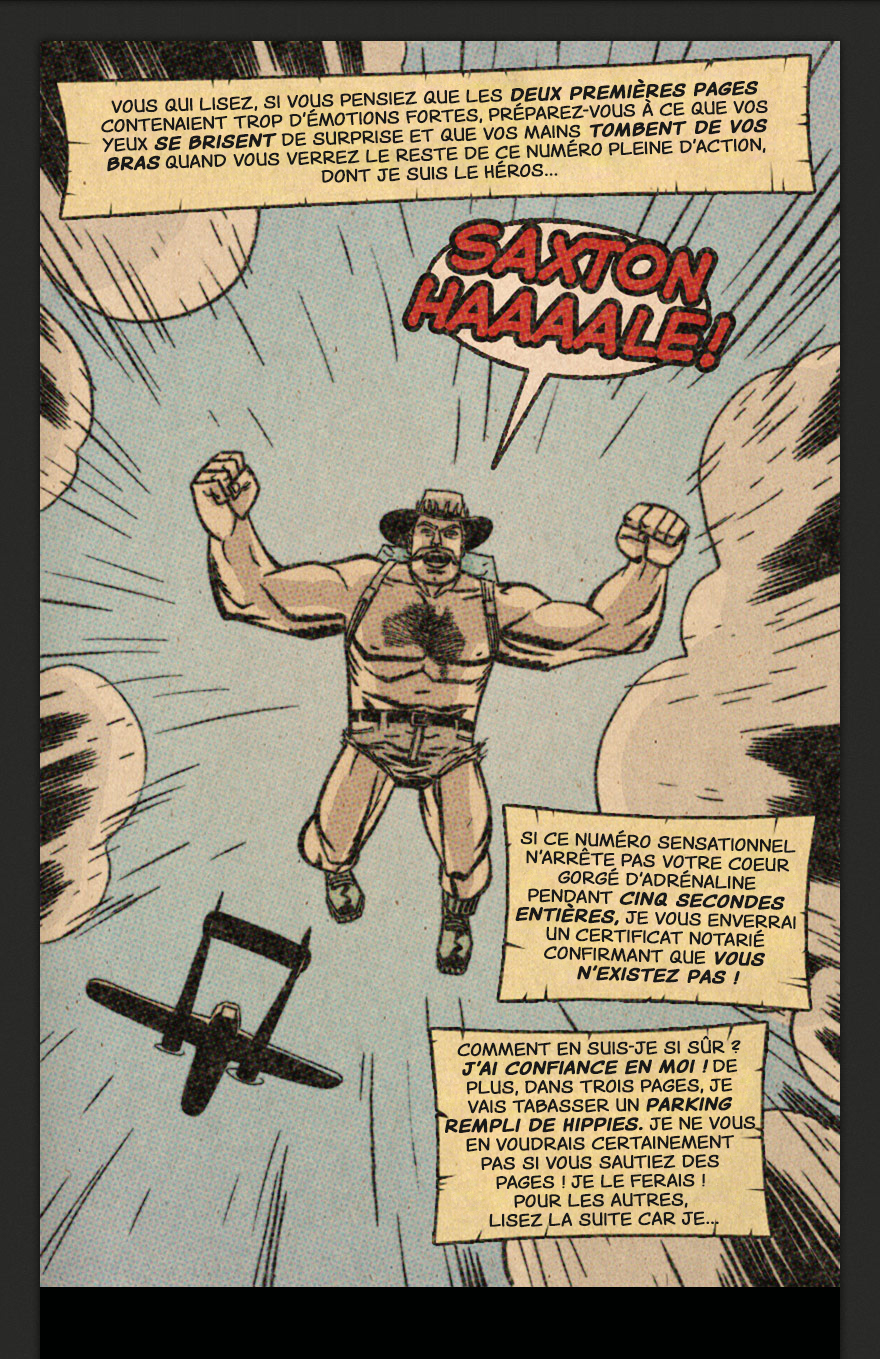 VOUS QUI LISEZ, SI VOUS PENSIEZ QUE LES DEUX PREMIÈRES PAGES
CONTENAIENT TROP D'ÉMOTIONS FORTES, PRÉPAREZ-VOUS À CE QUE VOS
YEUX SE BRISENT DE SURPRISE ET QUE VOS MAINS TOMBENT DE VOS
BRAS QUAND VOUS VERREZ LE RESTE DE CE NUMÉRO PLEINE D'ACTION,
DONT JE SUIS LE HÉROS...
SAXTON
HAAAALE!
SI CE NUMÉRO SENSATIONNEL
N'ARRÊTE PAS VOTRE COEUR
GORGÉ D'ADRÉNALINE
PENDANT CINQ SECONDES
ENTIÈRES, JE VOUS ENVERRAI
UN CERTIFICAT NOTARIÉ
CONFIRMANT QUE VOUS
N'EXISTEZ PAS !
COMMENT EN SUIS-JE SI SÛR ?
J'AI CONFIANCE EN MOI ! DE
PLUS, DANS TROIS PAGES, JE
VAIS TABASSER UN PARKING
REMPLI DE HIPPIES. JE NE VOUS
EN VOUDRAIS CERTAINEMENT
PAS SI VOUS SAUTIEZ DES
PAGES ! JE LE FERAIS !
POUR LES AUTRES,
LISEZ LA SUITE CAR JE...